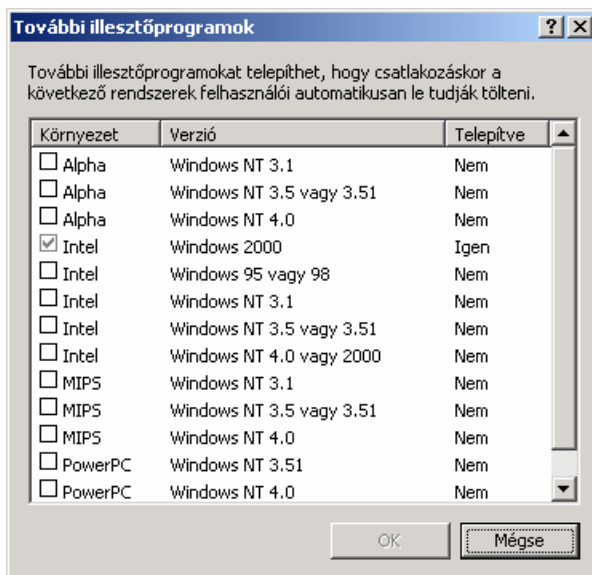 További illesztőprogramok
További illesztőprogramokat telepíthet, hogy csatlakozáskor a
következő rendszerek felhasználói automatikusan le tudják tölteni.
Környezet Verzió Telepítve
Alpha Windows NT 3.1 Nem
Alpha Windows NT 3.5 vagy 3.51 Nem
Alpha Windows NT 4.0 Nem
Intel Windows 2000 Igen
Intel Windows 95 vagy 98 Nem
Intel Windows NT 3.1 Nem
Intel Windows NT 3.5 vagy 3.51 Nem
Intel Windows NT 4.0 vagy 2000 Nem
MIPS Windows NT 3.1 Nem
MIPS Windows NT 3.5 vagy 3.51 Nem
MIPS Windows NT 4.0 Nem
PowerPC Windows NT 3.51 Nem
PowerPC Windows NT 4.0 Nem
OK Mégse